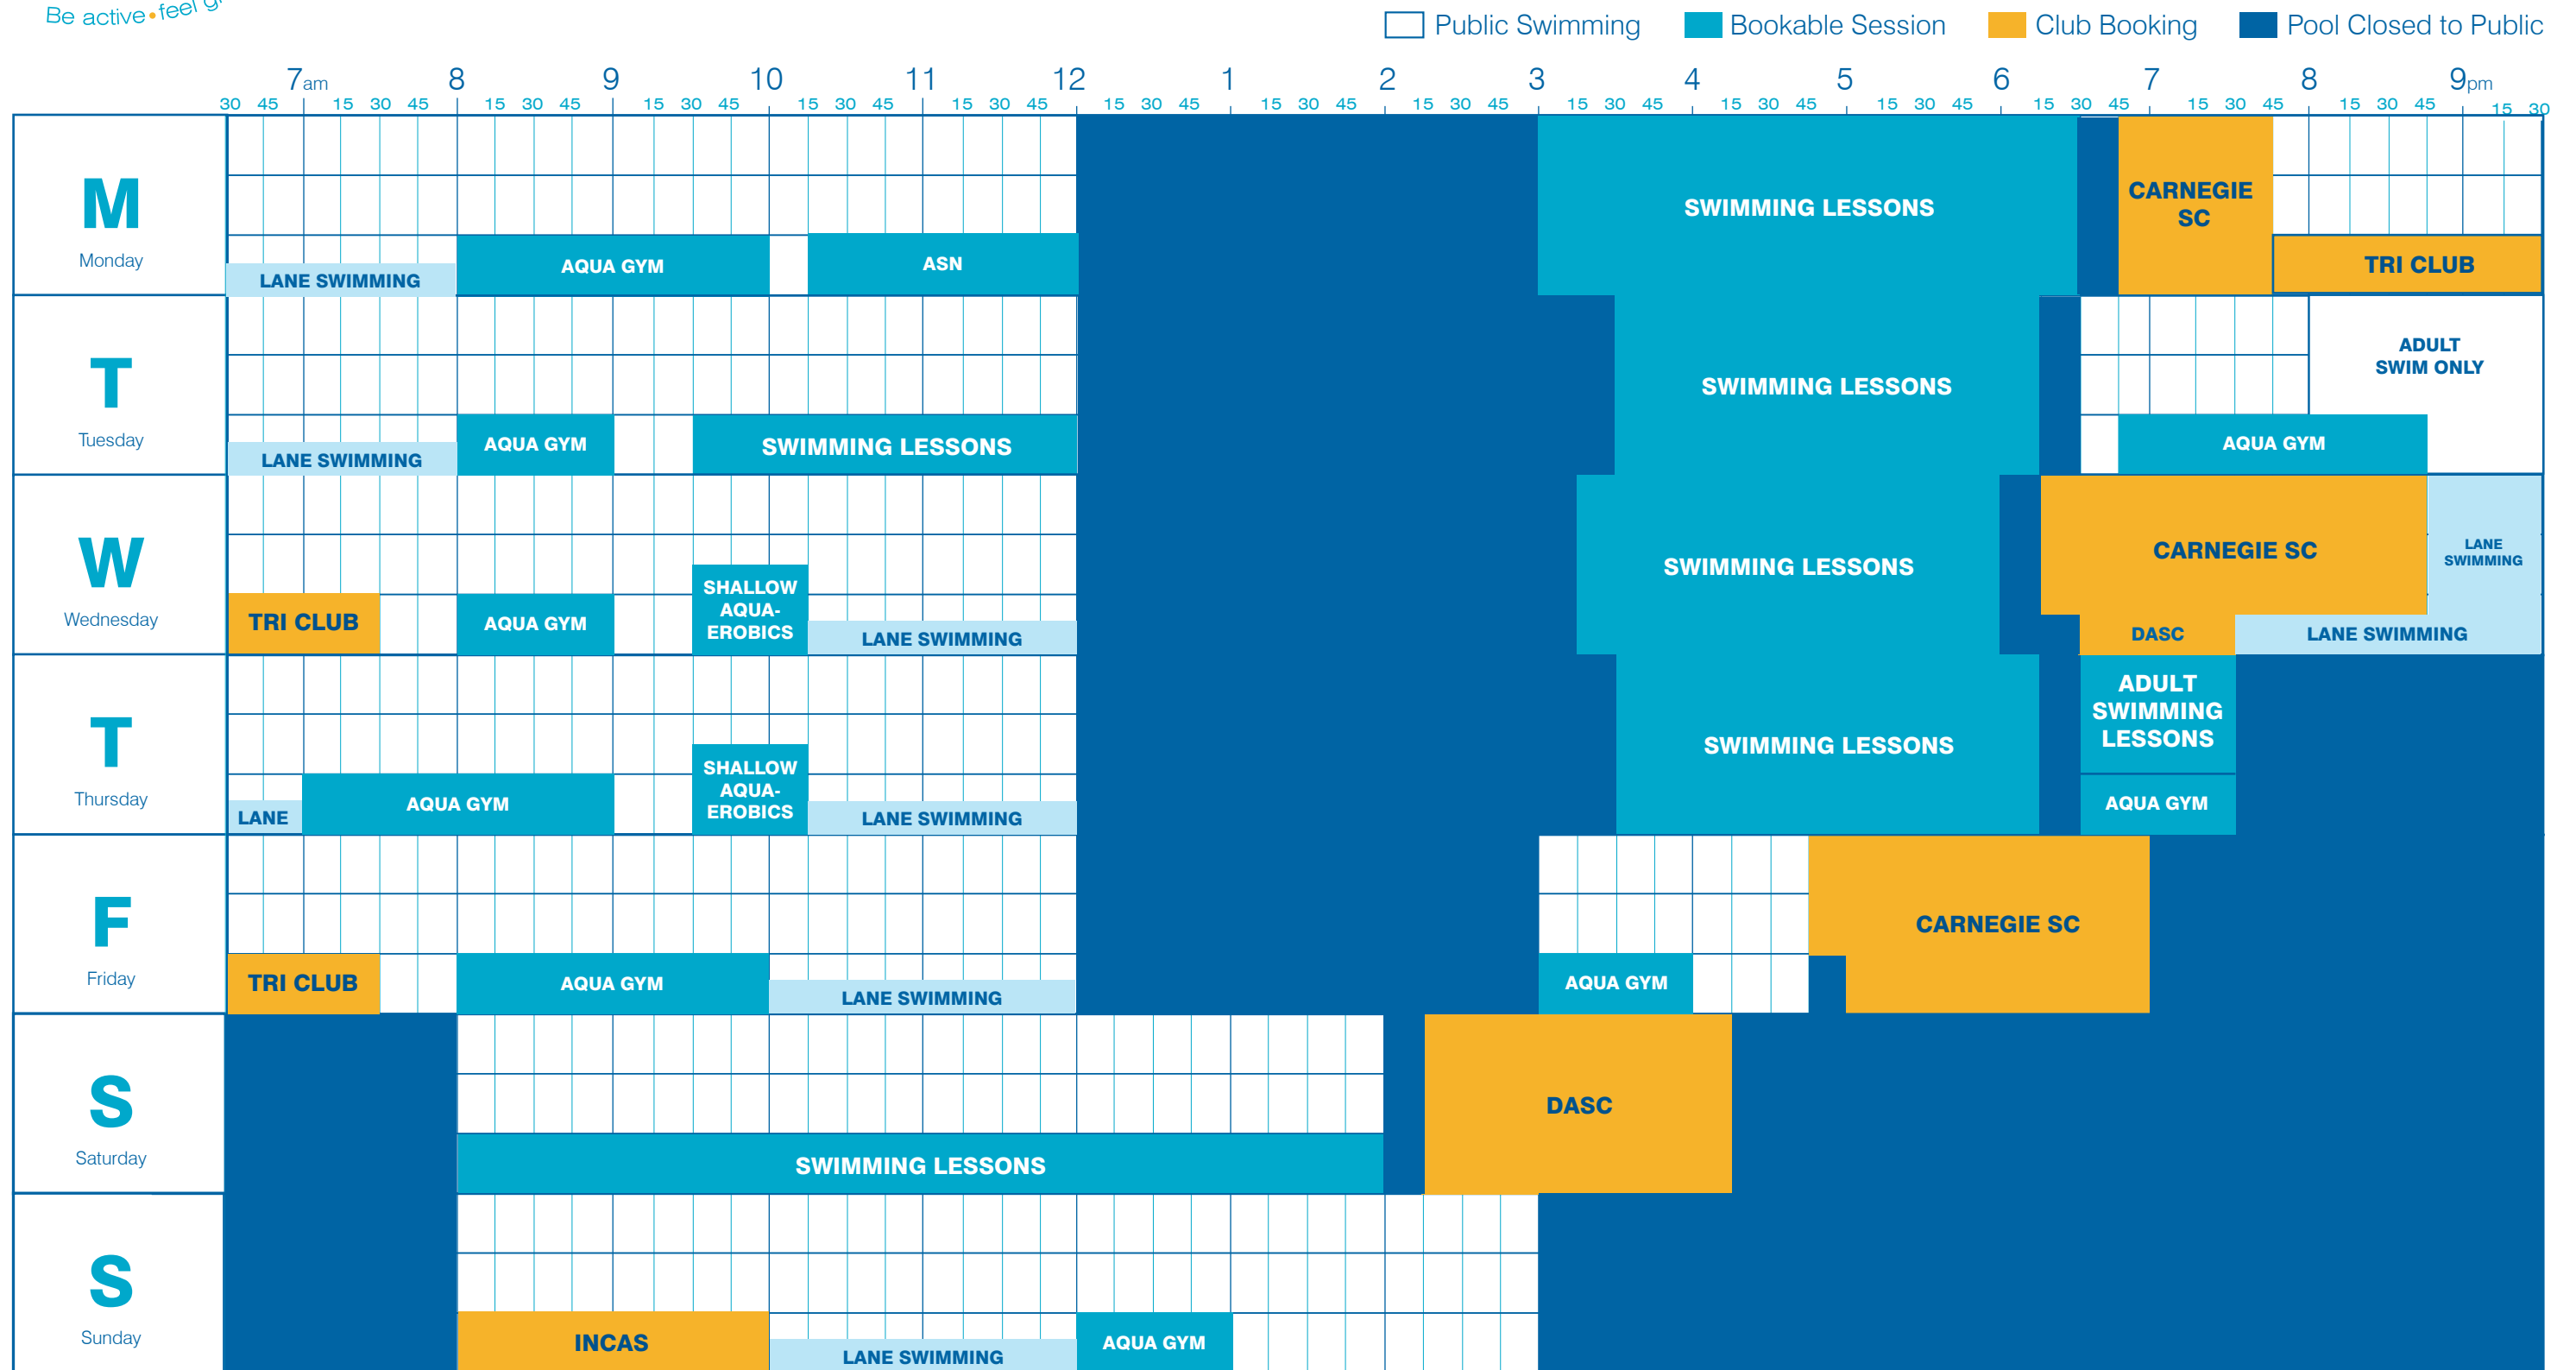 Be active • feel
Public Swimming Bookable Session Club Booking Pool Closed to Public
7am 8 9 10 11 12 1 2 3 4 5 6 7 8 9pm
30 45 15 30 45 15 30 45 15 30 45 15 30 45 15 30 45 15 30 45 15 30 45 15 30 45 15 30 45 15 30 45 15 30 45 15 30 45 15 30 45 15 30 45 15 30
M
Monday
LANE SWIMMING
AQUA GYM
ASN
SWIMMING LESSONS
CARNEGIE
SC
TRI CLUB
T
Tuesday
LANE SWIMMING
AQUA GYM
SWIMMING LESSONS
SWIMMING LESSONS
ADULT
SWIM ONLY
AQUA GYM
W
Wednesday
TRI CLUB
AQUA GYM
SHALLOW
AQUA-
EROBICS
LANE SWIMMING
SWIMMING LESSONS
CARNEGIE SC
DASC
LANE
SWIMMING
LANE SWIMMING
T
Thursday
LANE
AQUA GYM
SHALLOW
AQUA-
EROBICS
LANE SWIMMING
SWIMMING LESSONS
ADULT
SWIMMING
LESSONS
AQUA GYM
F
Friday
TRI CLUB
AQUA GYM
LANE SWIMMING
AQUA GYM
CARNEGIE SC
S
Saturday
SWIMMING LESSONS
DASC
S
Sunday
INCAS
LANE SWIMMING
AQUA GYM